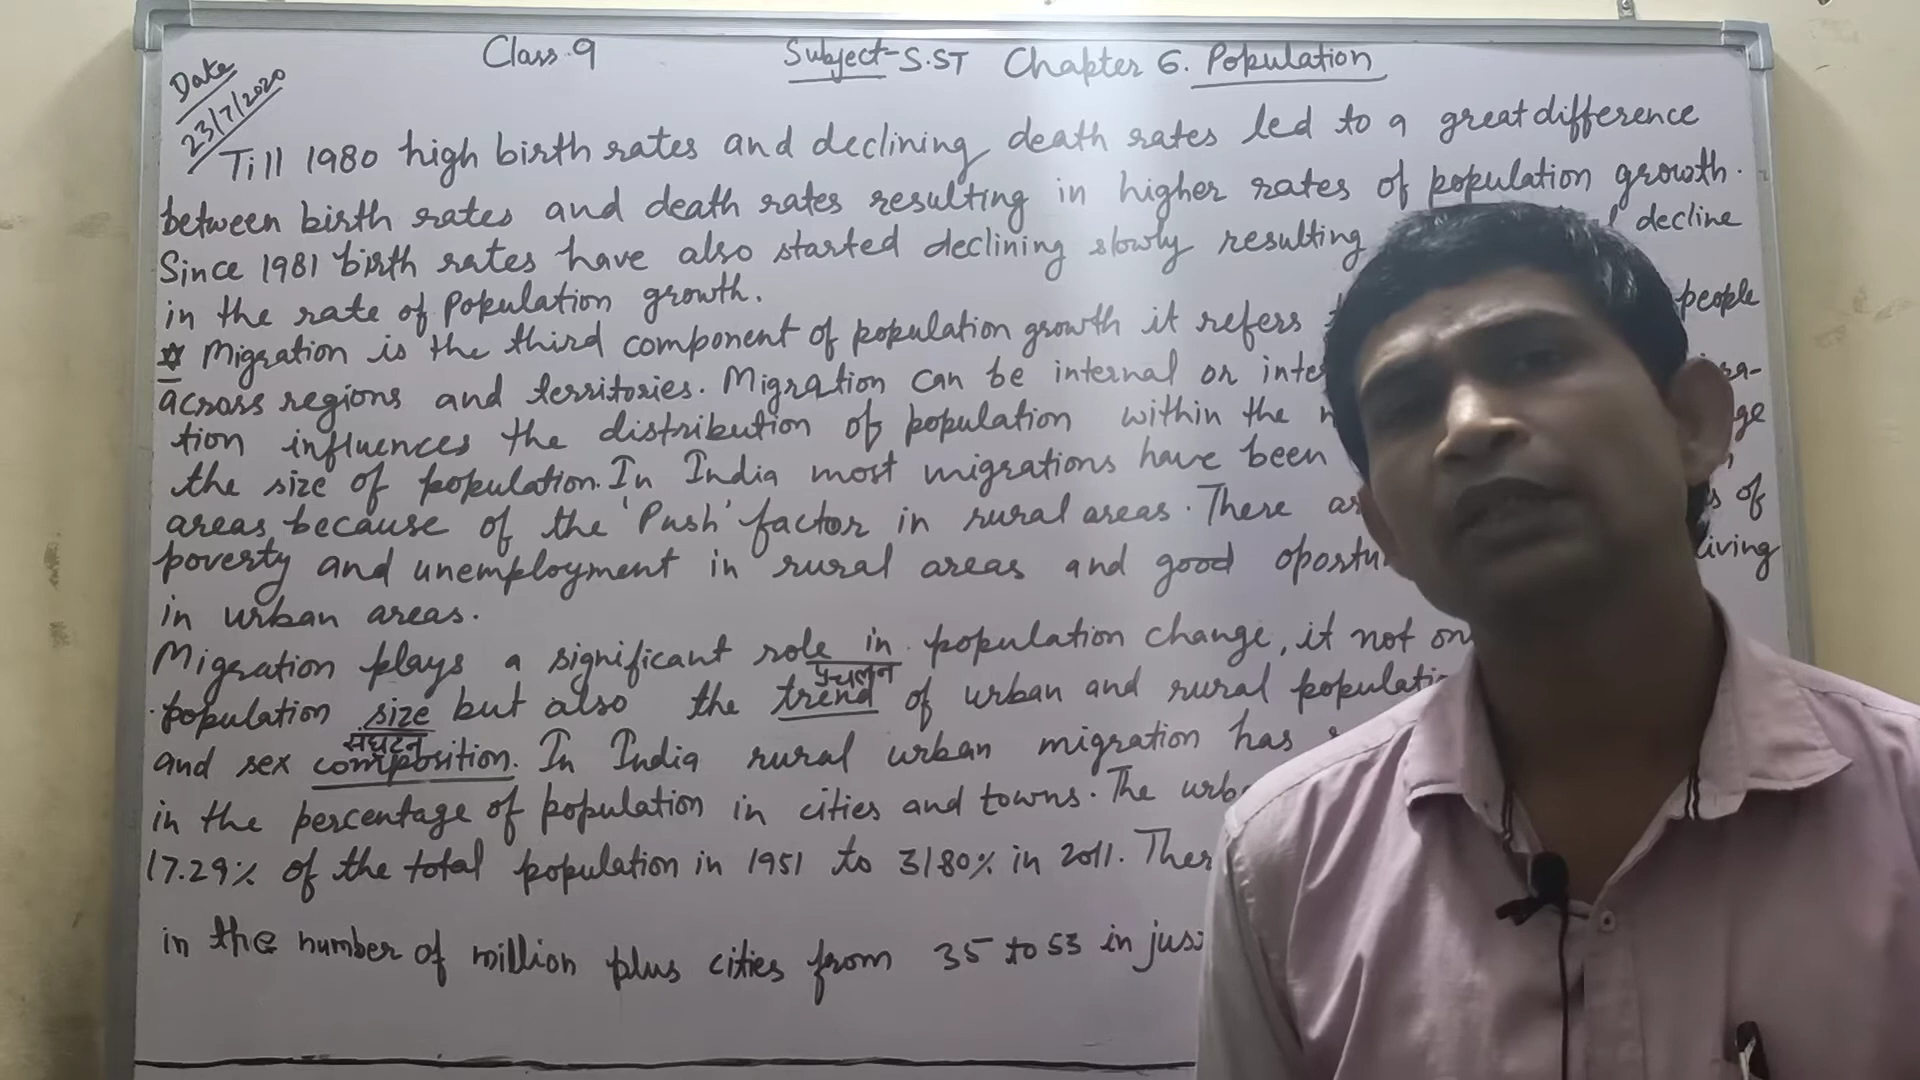 Date
23/7/2020
Class. 9 Subject-S.ST Chapter 6. Population
Till 1980 high birth rates and declining death rates led to a great difference
between birth rates and death rates resulting in higher rates of population growth.
Since 1981 birth rates have also started declining slowly resulting decline
in the rate of Population growth.
Migration is the third component of population growth it refers people
across regions and territories. Migration can be internal or
tion influences the distribution of population within the
the size of population. In India most migrations have been
areas because of the 'Push' factor in rural areas. There of
poverty and unemployment in rural areas and good living
in urban areas.
Migration plays a significant role in population change, it not
प्रचलन
population size but also the trend of urban and rural
संघटन
and sex composition. In India rural urban migration has
in the percentage of population in cities and towns. The
17.29% of the total population in 1951 to 3180% in 2011.
in the number of million plus cities from 35 to 53 in